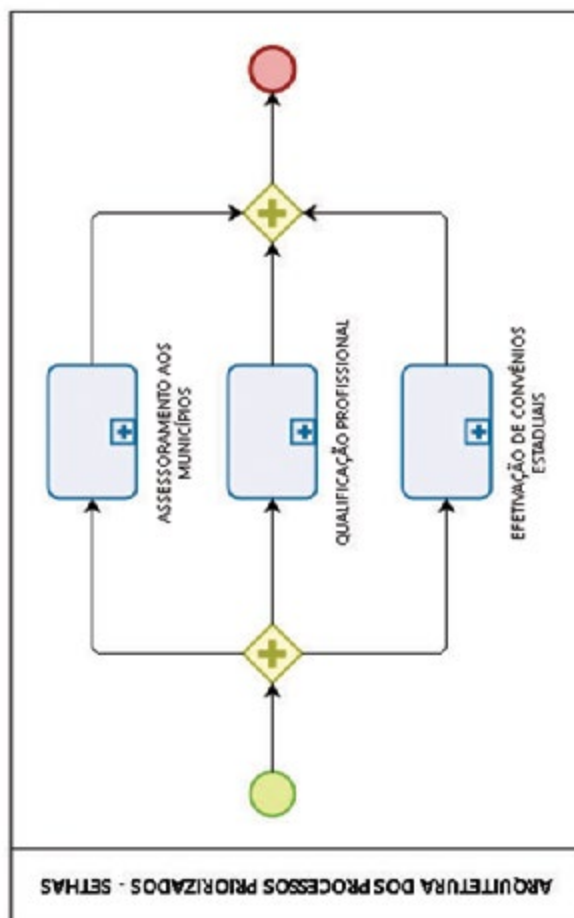 ARQUITETURA DOS PROCESSOS PRIORIZADOS - SETHAS
ASSESSORAMENTO AOS
MUNICÍPIOS
QUALIFICAÇÃO PROFISSIONAL
EFETIVAÇÃO DE CONVÊNIOS
ESTADUAIS